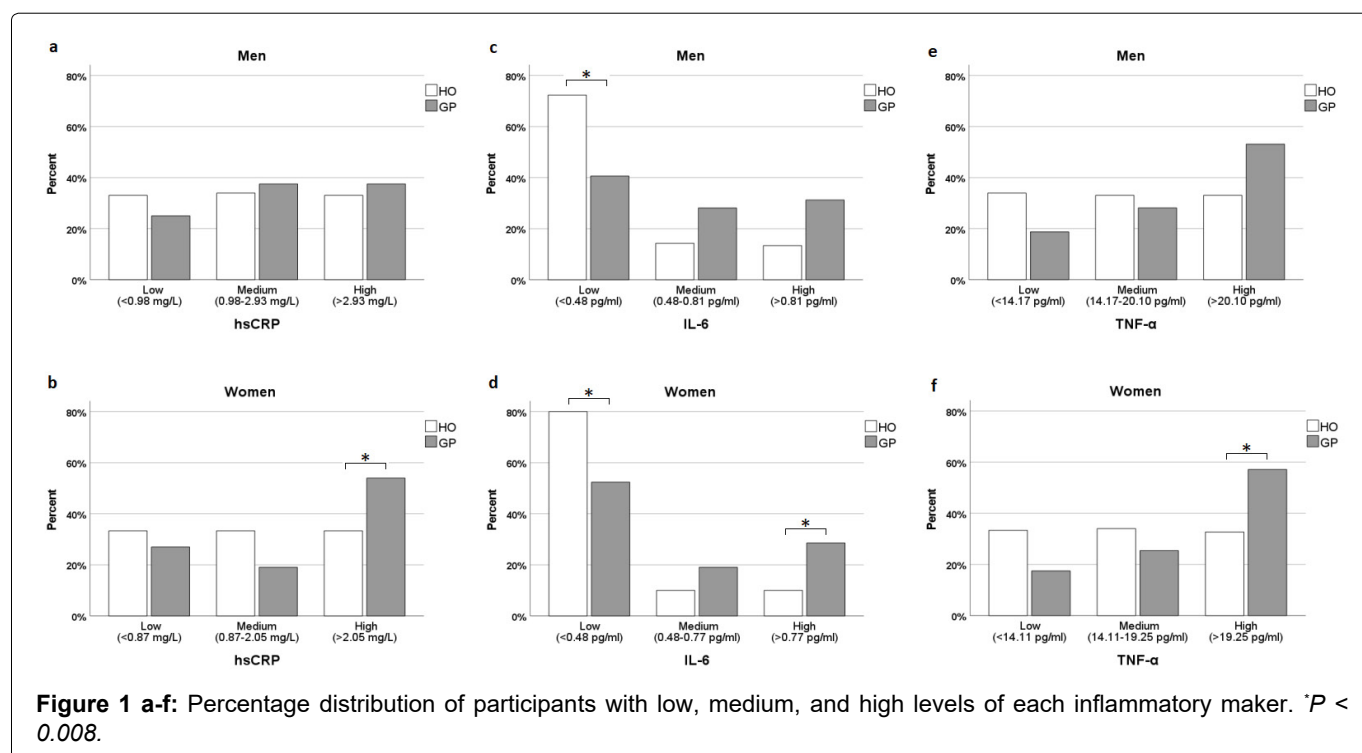 a
Men
80%
60%
40%
20%
0%
Percent
HO
GP
Low Medium High
(<0.98 mg/L) (0.98-2.93 mg/L) (>2.93 mg/L)
hsCRP
c
Men
80%
60%
40%
20%
0%
Percent
*
HO
GP
Low Medium High
(<0.48 pg/ml) (0.48-0.81 pg/ml) (>0.81 pg/ml)
IL-6
e
Men
80%
60%
40%
20%
0%
Percent
HO
GP
Low Medium High
(<14.17 pg/ml) (14.17-20.10 pg/ml) (>20.10 pg/ml)
TNF-α
b
Women
80%
60%
40%
20%
0%
Percent
*
HO
GP
Low Medium High
(<0.87 mg/L) (0.87-2.05 mg/L) (>2.05 mg/L)
hsCRP
d
Women
80%
60%
40%
20%
0%
Percent
*
*
HO
GP
Low Medium High
(<0.48 pg/ml) (0.48-0.77 pg/ml) (>0.77 pg/ml)
IL-6
f
Women
80%
60%
40%
20%
0%
Percent
*
HO
GP
Low Medium High
(<14.11 pg/ml) (14.11-19.25 pg/ml) (>19.25 pg/ml)
TNF-α
Figure 1 a-f: Percentage distribution of participants with low, medium, and high levels of each inflammatory maker. *P <
0.008.